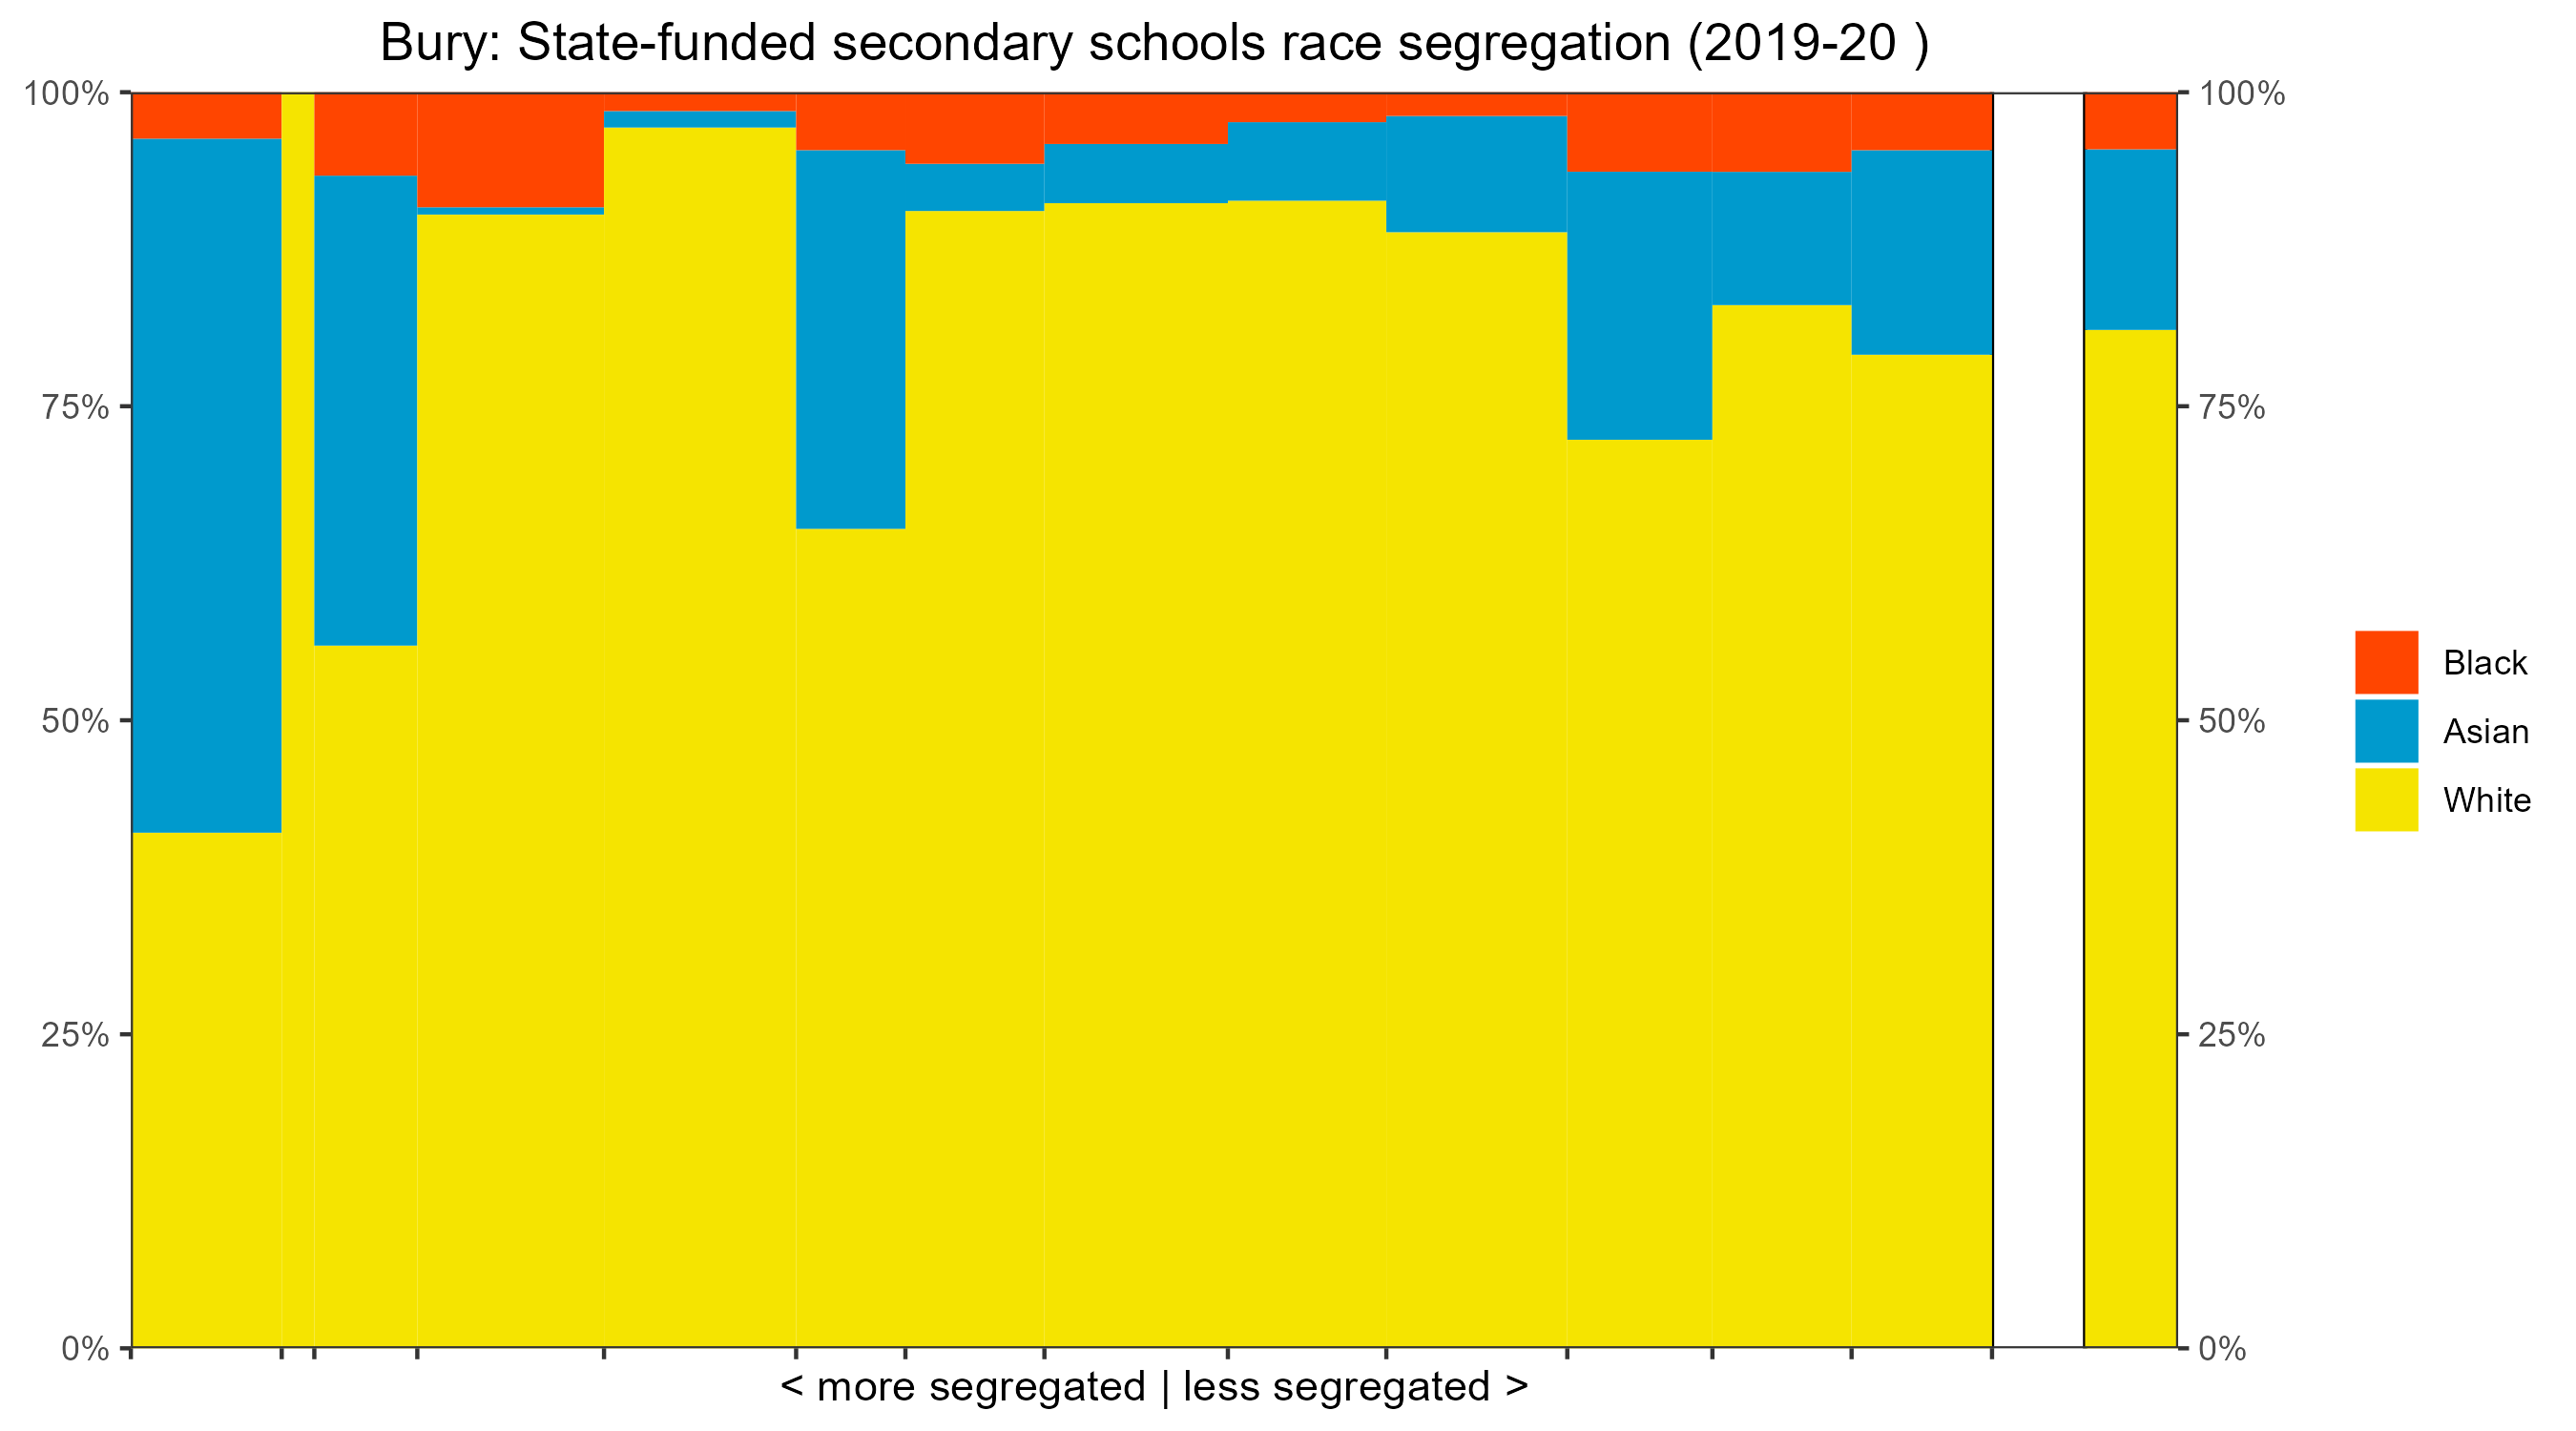 Bury: State-funded secondary schools race segregation (2019-20 )
100%
100%
75%
75%
50%
50%
25%
25%
0%
0%
Black
Asian
White
< more segregated | less segregated >